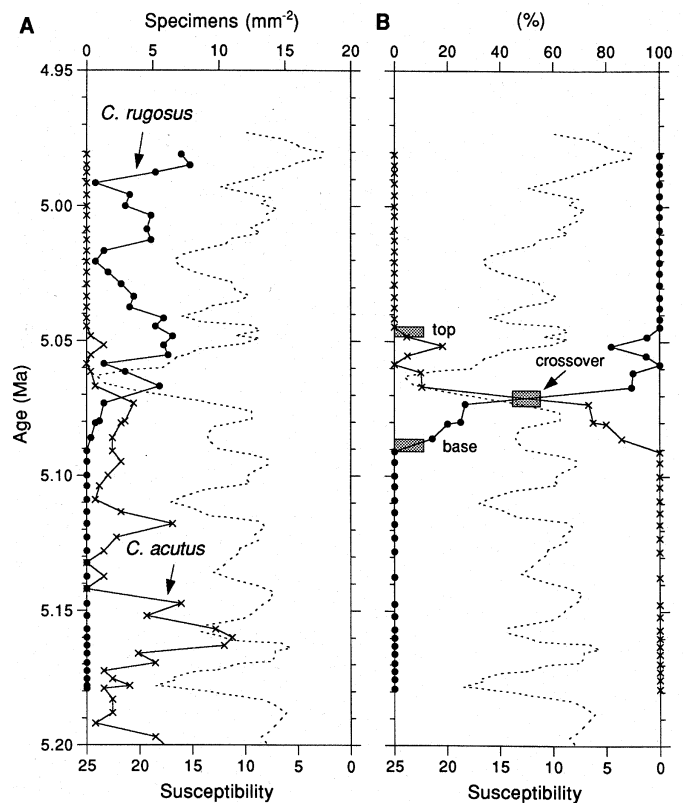 A
Specimens (mm-2)
0 5 10 15 20
B
(%)
0 20 40 60 80 100
4.95
5.00
5.05
5.10
5.15
5.20
Age (Ma)
C. rugosus
C. acutus
top
crossover
base
25 20 15 10 5 0
Susceptibility
25 20 15 10 5 0
Susceptibility